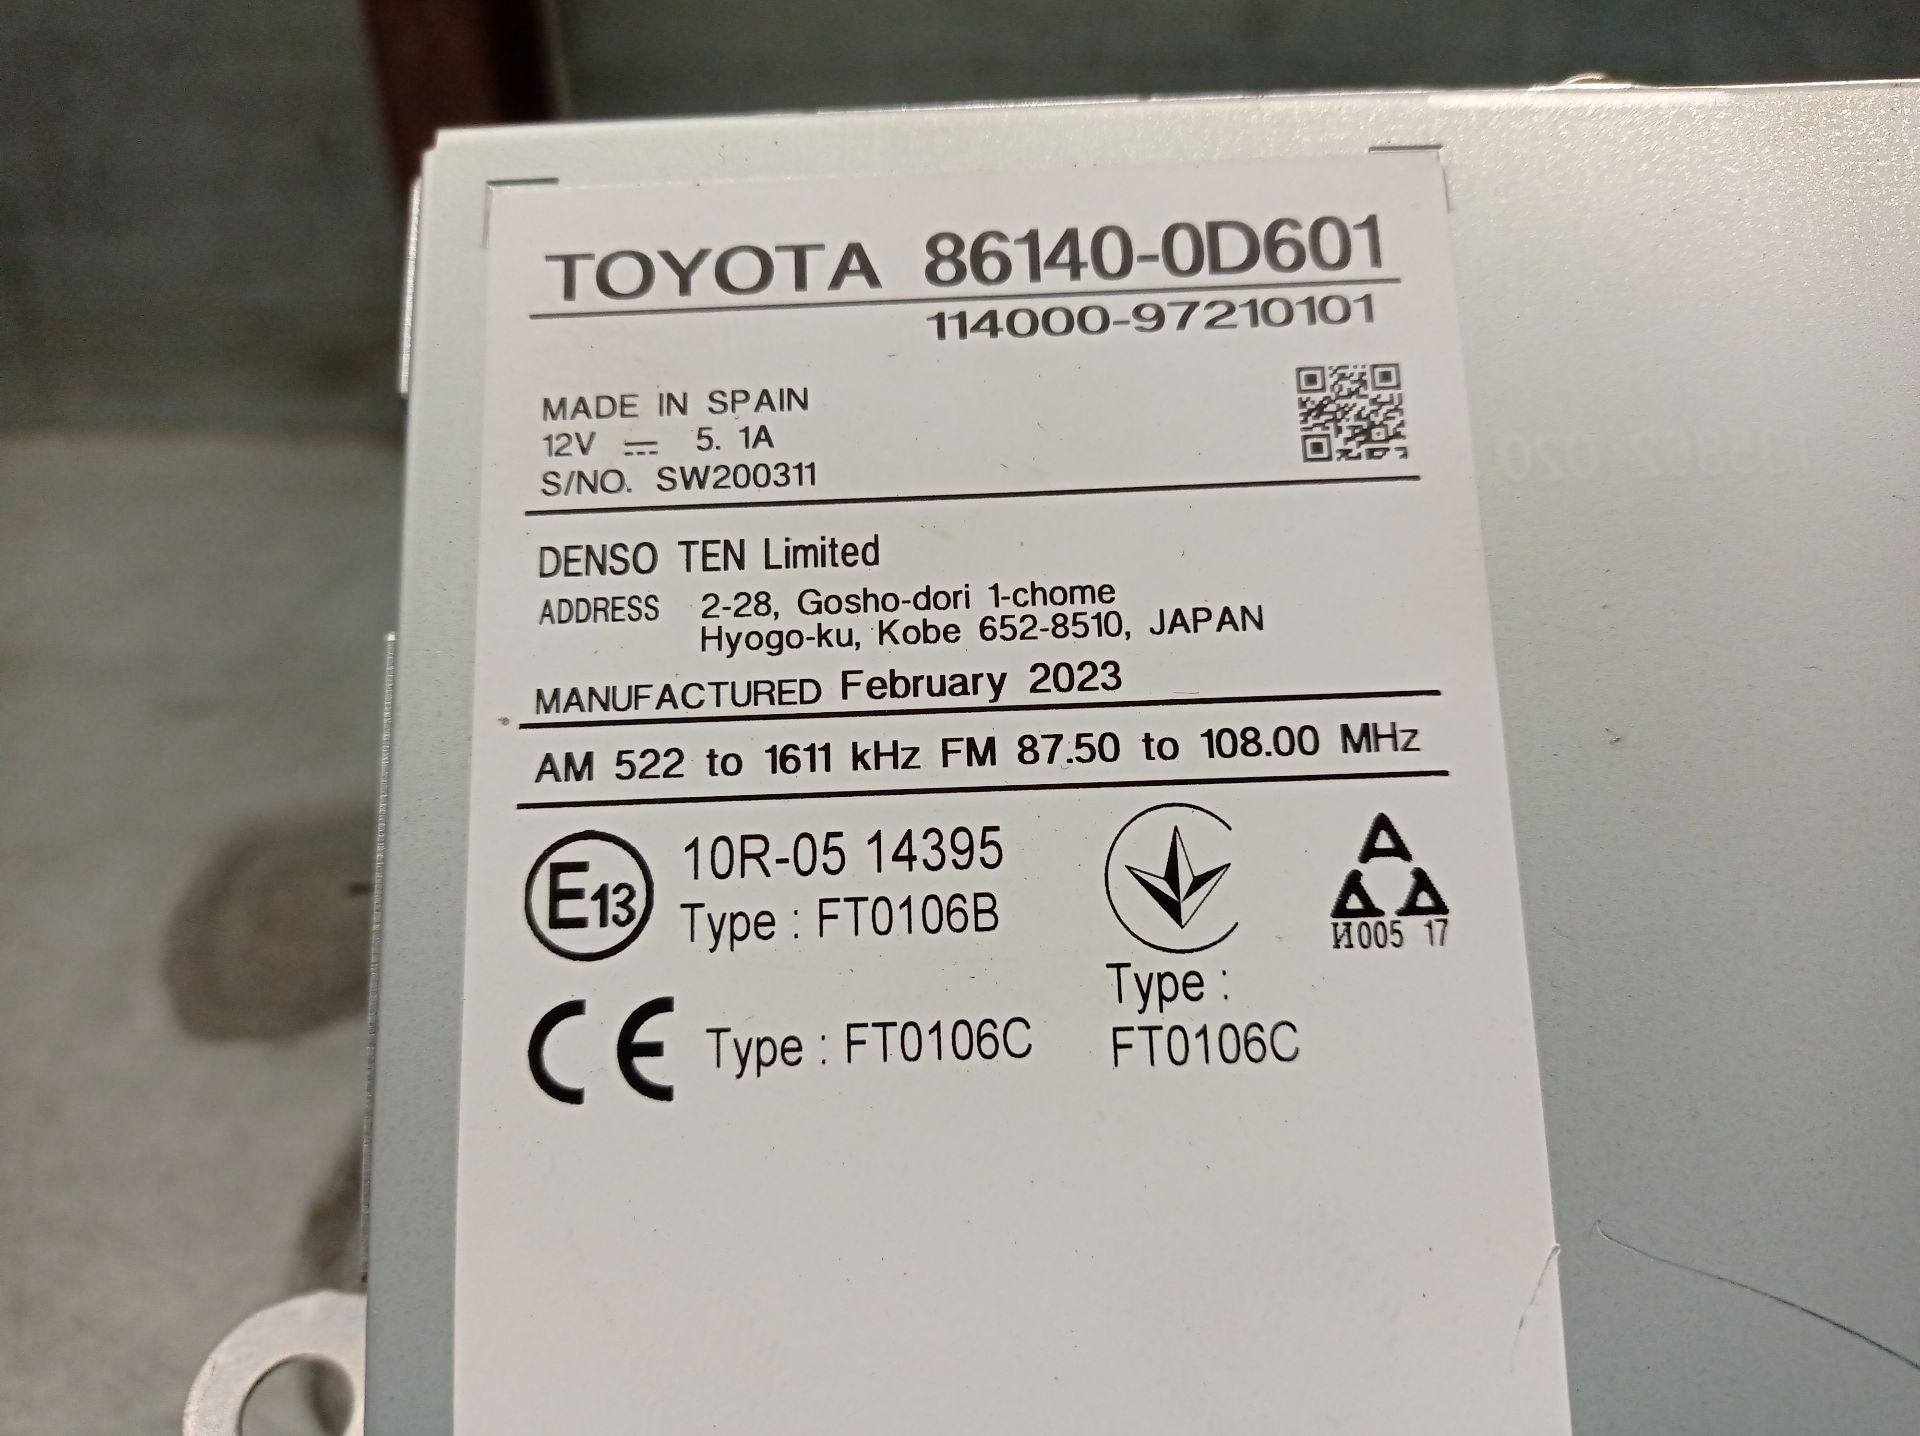 TOYOTA 86140-0D601
114000-97210101
MADE IN SPAIN
12V ⎓ 5. 1A
S/NO. SW200311
DENSO TEN Limited
ADDRESS 2-28, Gosho-dori 1-chome
Hyogo-ku, Kobe 652-8510, JAPAN
MANUFACTURED February 2023
AM 522 to 1611 kHz FM 87.50 to 108.00 MHz
E13 10R-05 14395
Type : FT0106B
И005 17
CE Type : FT0106C
Type :
FT0106C